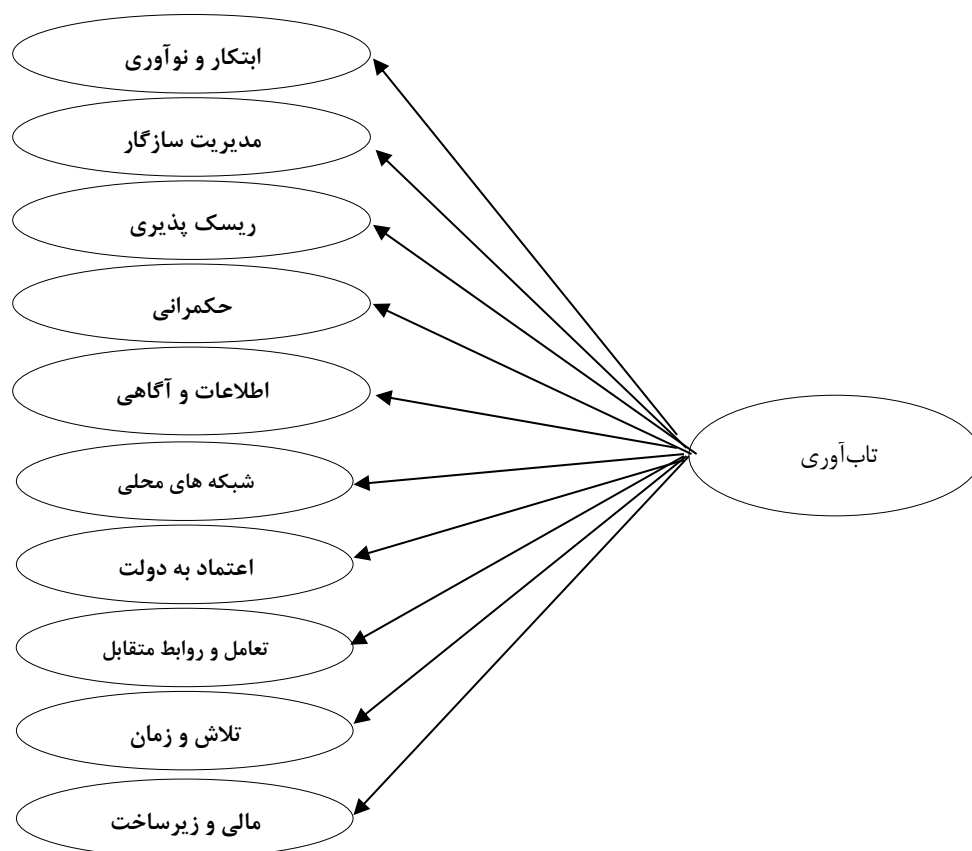 ابتکار و نوآوری
مدیریت سازگار
ریسک پذیری
حکمرانی
اطلاعات و آگاهی
شبکه های محلی
اعتماد به دولت
تعامل و روابط متقابل
تلاش و زمان
مالی و زیرساخت
تاب‌آوری